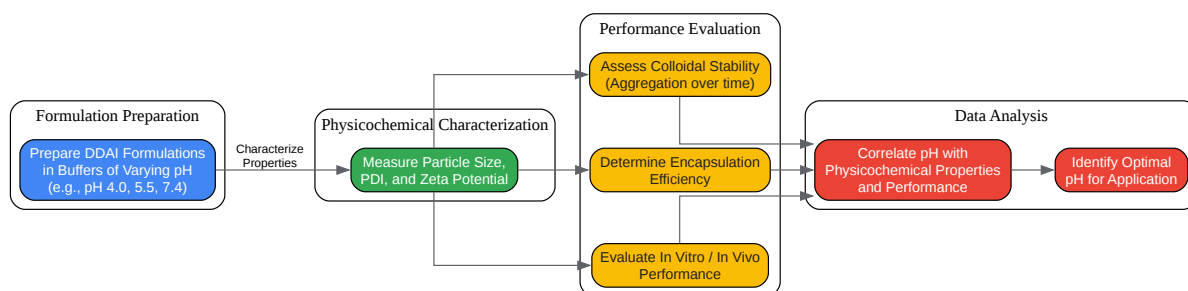 Formulation Preparation
Prepare DDAI Formulations
in Buffers of Varying pH
(e.g., pH 4.0, 5.5, 7.4)
Characterize
Properties
Physicochemical Characterization
Measure Particle Size,
PDI, and Zeta Potential
Performance Evaluation
Assess Colloidal Stability
(Aggregation over time)
Determine Encapsulation
Efficiency
Evaluate In Vitro / In Vivo
Performance
Data Analysis
Correlate pH with
Physicochemical Properties
and Performance
Identify Optimal
pH for Application